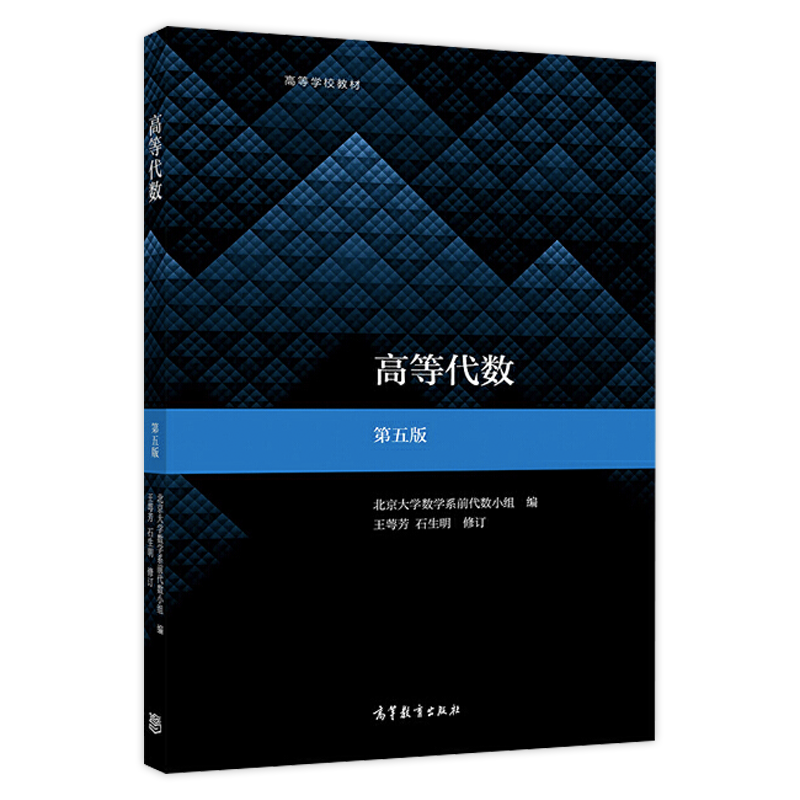 高等学校教材
高等代数
第五版
北京大学数学系前代数小组 编
王萼芳 石生明 修订
高等教育出版社
高等代数
第五版
北京大学数学系前代数小组 编
王萼芳 石生明 修订